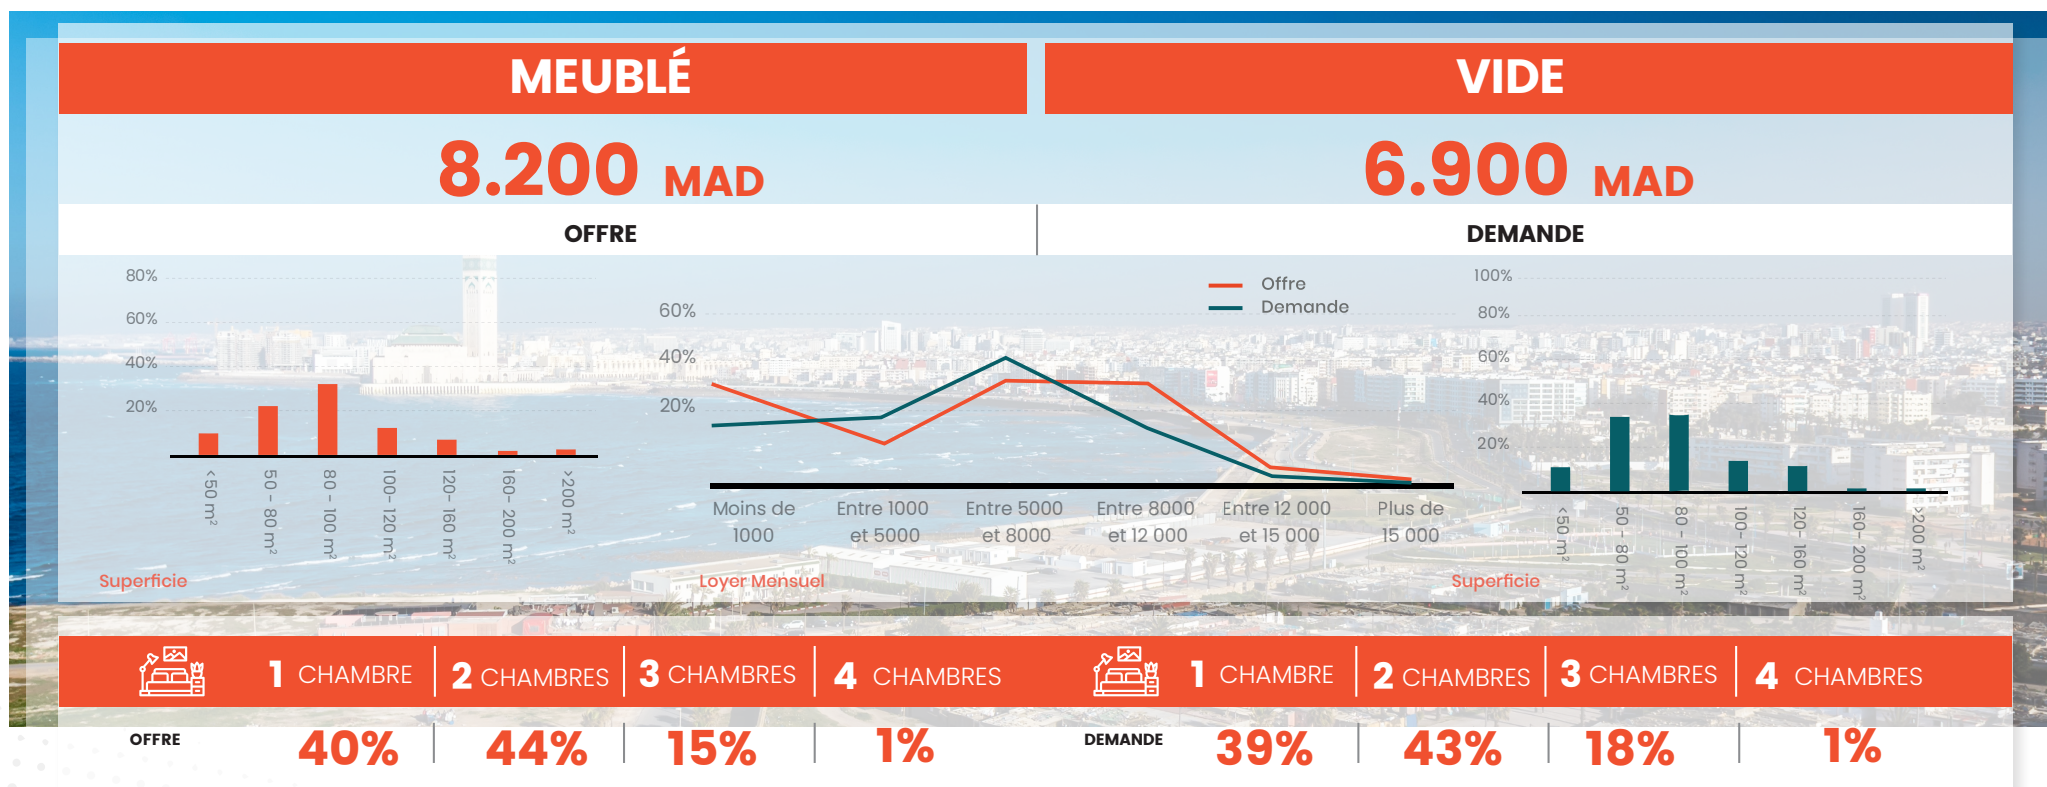 MEUBLÉ
VIDE
8.200 MAD
6.900 MAD
OFFRE
DEMANDE
80%
60%
40%
20%
<50 m²
50 - 80 m²
80 - 100 m²
100- 120 m²
120- 160 m²
160- 200 m²
>200 m²
Superficie
Offre
Demande
60%
40%
20%
Moins de
1000
Entre 1000
et 5000
Entre 5000
et 8000
Entre 8000
et 12 000
Entre 12 000
et 15 000
Plus de
15 000
Loyer Mensuel
100%
80%
60%
40%
20%
<50 m²
50 - 80 m²
80 - 100 m²
100- 120 m²
120- 160 m²
160- 200 m²
>200 m²
Superficie
1 CHAMBRE
2 CHAMBRES
3 CHAMBRES
4 CHAMBRES
1 CHAMBRE
2 CHAMBRES
3 CHAMBRES
4 CHAMBRES
OFFRE
40%
44%
15%
1%
DEMANDE
39%
43%
18%
1%